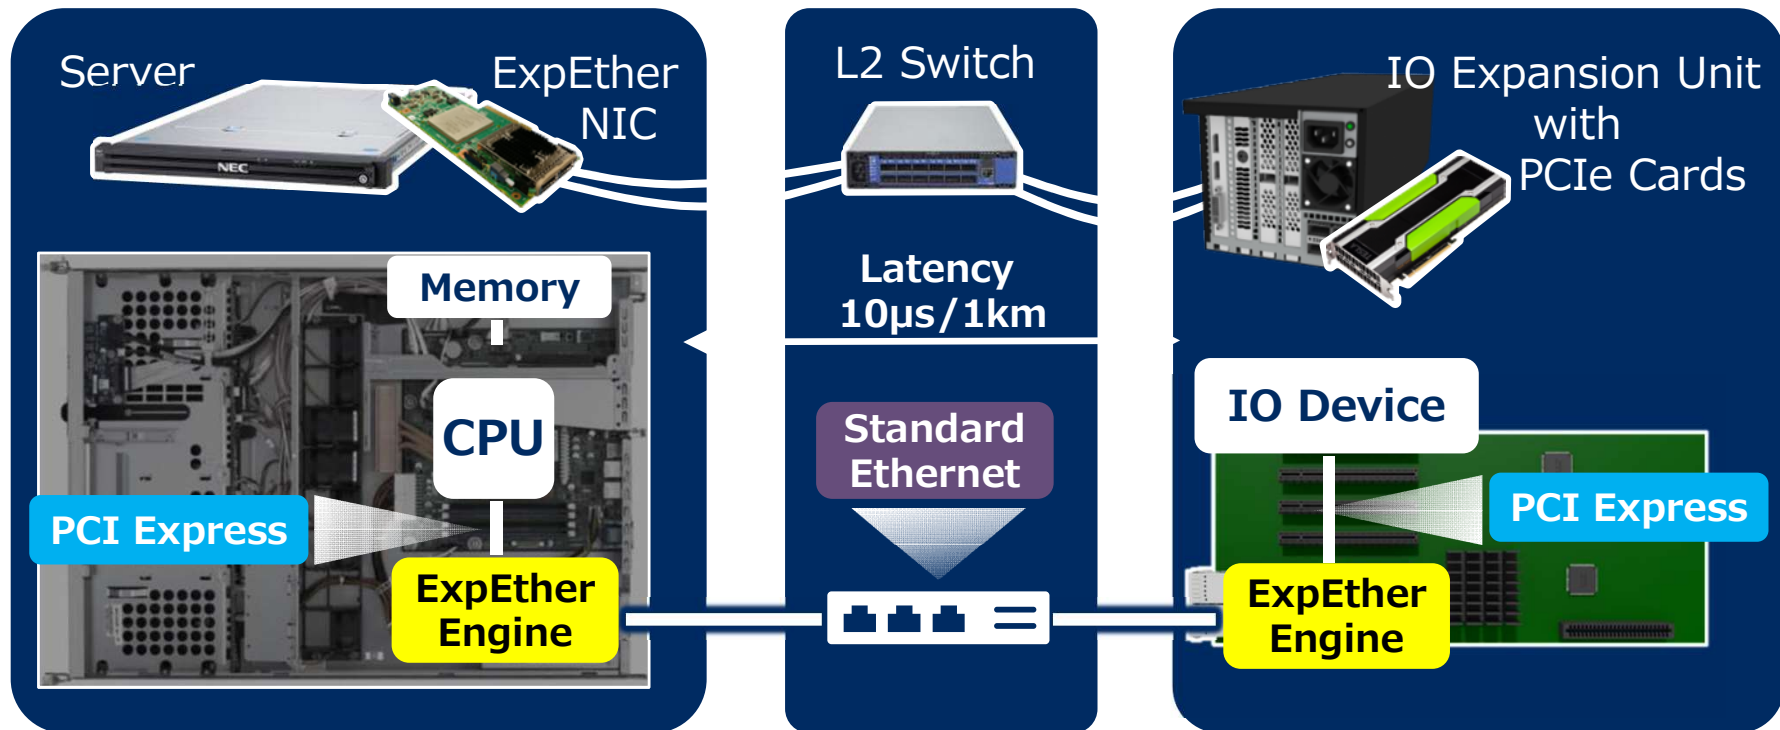 Server
ExpEther
NIC
NEC
L2 Switch
IO Expansion Unit
with
PCIe Cards
Latency
10μs/1km
Memory
CPU
PCI Express
ExpEther
Engine
Standard
Ethernet
IO Device
PCI Express
ExpEther
Engine